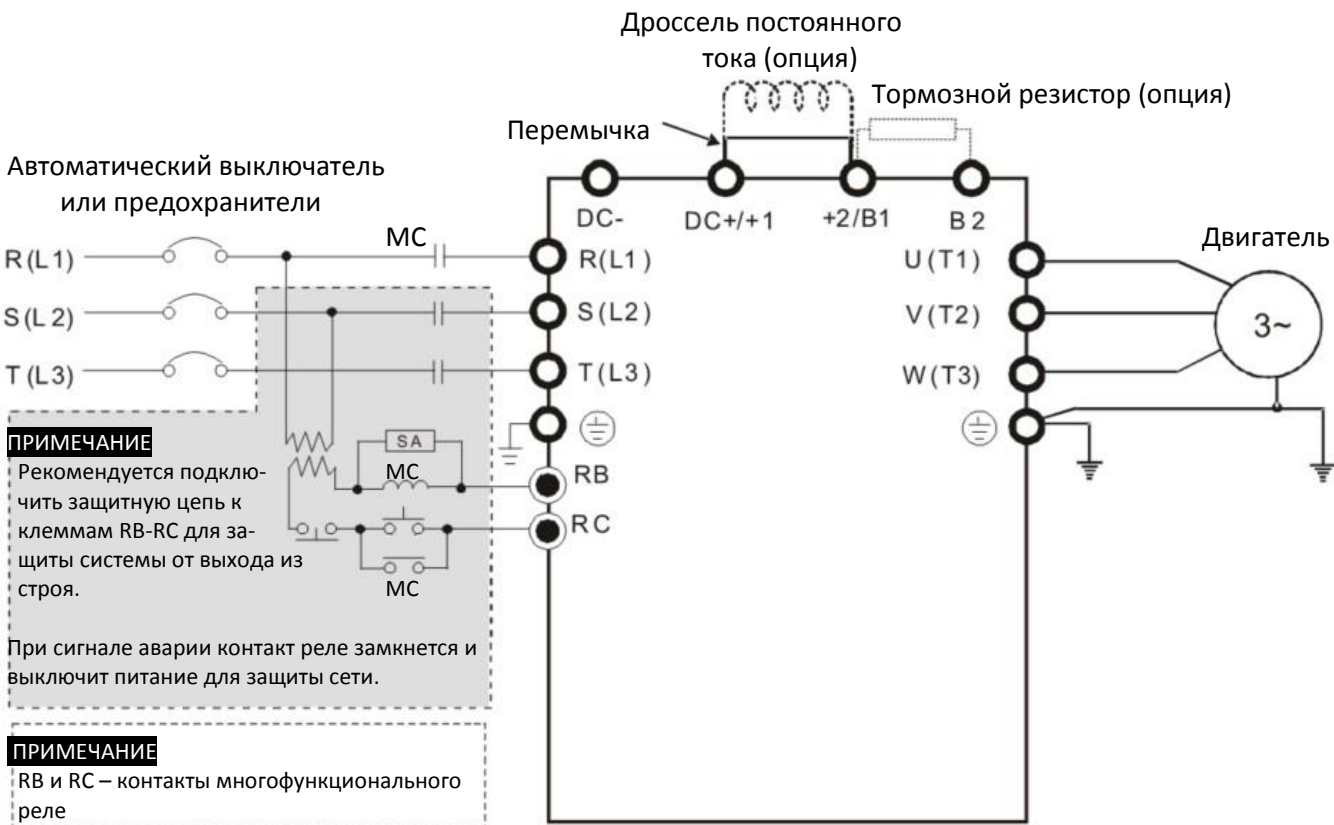 Дроссель постоянного
тока (опция)
Тормозной резистор (опция)
Перемычка
Автоматический выключатель
или предохранители
DC-
DC+/+1
+2/B1
B2
MC
Двигатель
R(L1)
R(L1)
U(T1)
S(L2)
S(L2)
V(T2)
3~
T(L3)
T(L3)
W(T3)
ПРИМЕЧАНИЕ
Рекомендуется подклю-
чить защитную цепь к
клеммам RB-RC для за-
щиты системы от выхода из
строя.
SA
MC
RB
RC
MC
При сигнале аварии контакт реле замкнется и
выключит питание для защиты сети.
ПРИМЕЧАНИЕ
RB и RC – контакты многофункционального
реле